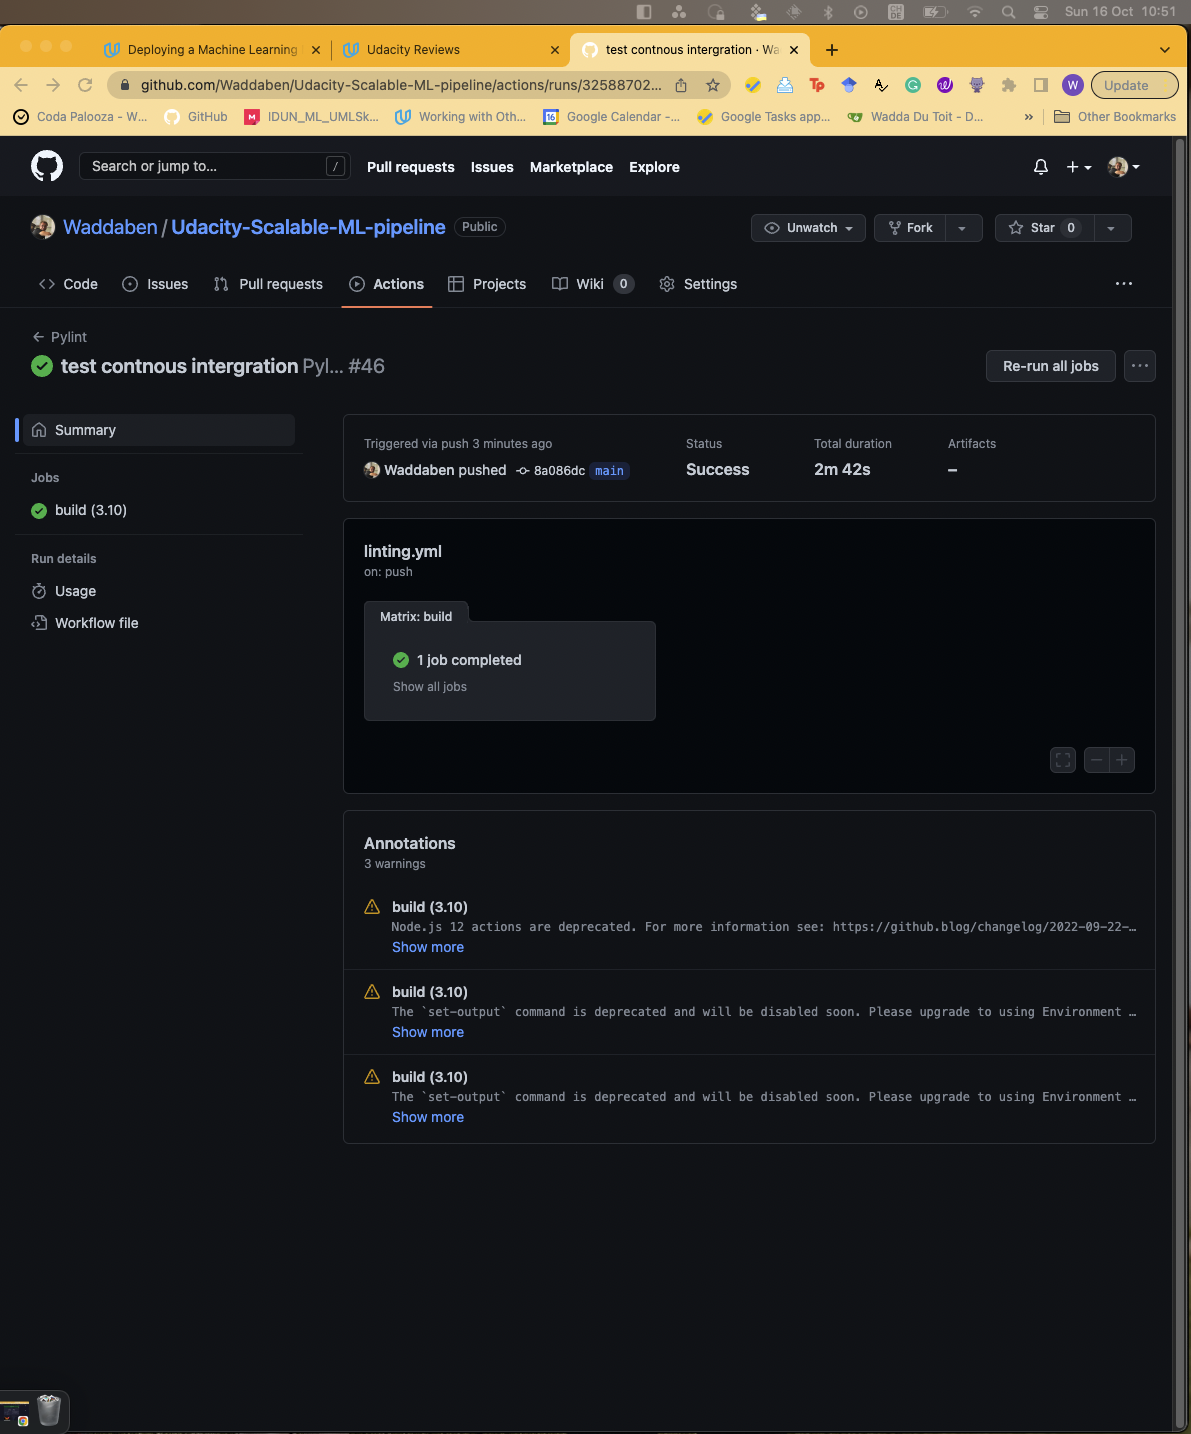 Sun 16 Oct 10:51
Deploying a Machine Learning
Udacity Reviews
test contnous intergration · Wa
github.com/Waddaben/Udacity-Scalable-ML-pipeline/actions/runs/32588702...
Tp
W
Update
Coda Palooza - W...
GitHub
M
IDUN_ML_UMLSk...
Working with Oth...
16
Google Calendar -...
Google Tasks app...
Wadda Du Toit - D...
»
Other Bookmarks
Search or jump to...
/
Pull requests
Issues
Marketplace
Explore
Waddaben / Udacity-Scalable-ML-pipeline
Public
Unwatch
Fork
Star 0
Code
Issues
Pull requests
Actions
Projects
Wiki 0
Settings
...
← Pylint
test contnous intergration Pyl... #46
Re-run all jobs
...
Summary
Jobs
build (3.10)
Run details
Usage
Workflow file
Triggered via push 3 minutes ago
Waddaben pushed 8a086dc main
Status
Success
Total duration
2m 42s
Artifacts
–
linting.yml
on: push
Matrix: build
1 job completed
Show all jobs
Annotations
3 warnings
build (3.10)
Node.js 12 actions are deprecated. For more information see: https://github.blog/changelog/2022-09-22-…
Show more
build (3.10)
The `set-output` command is deprecated and will be disabled soon. Please upgrade to using Environment …
Show more
build (3.10)
The `set-output` command is deprecated and will be disabled soon. Please upgrade to using Environment …
Show more